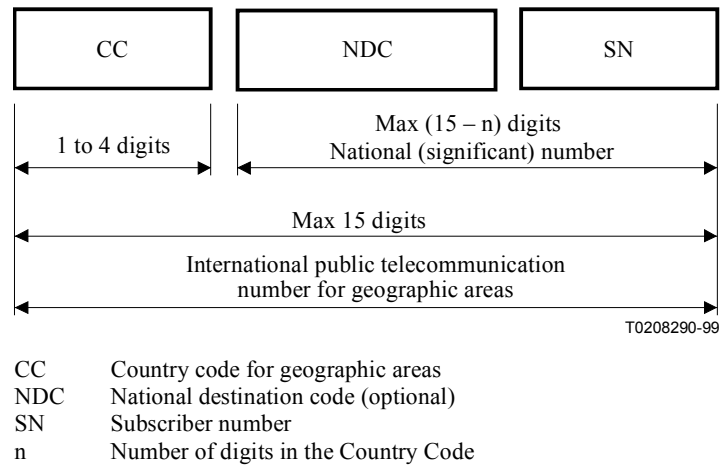 CC NDC SN
1 to 4 digits
Max (15 – n) digits
National (significant) number
Max 15 digits
International public telecommunication
number for geographic areas
T0208290-99
CC Country code for geographic areas
NDC National destination code (optional)
SN Subscriber number
n Number of digits in the Country Code